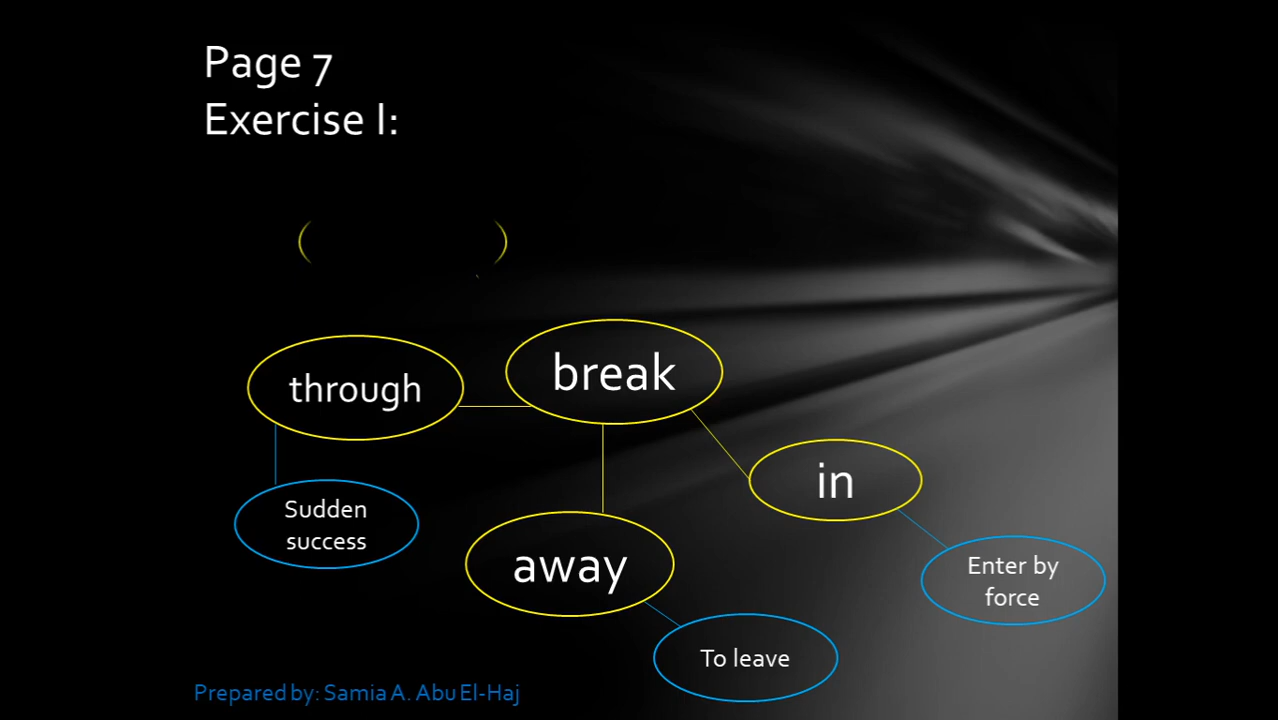 Page 7
Exercise I:
break
through
in
Sudden
success
away
Enter by
force
To leave
Prepared by: Samia A. Abu El-Haj